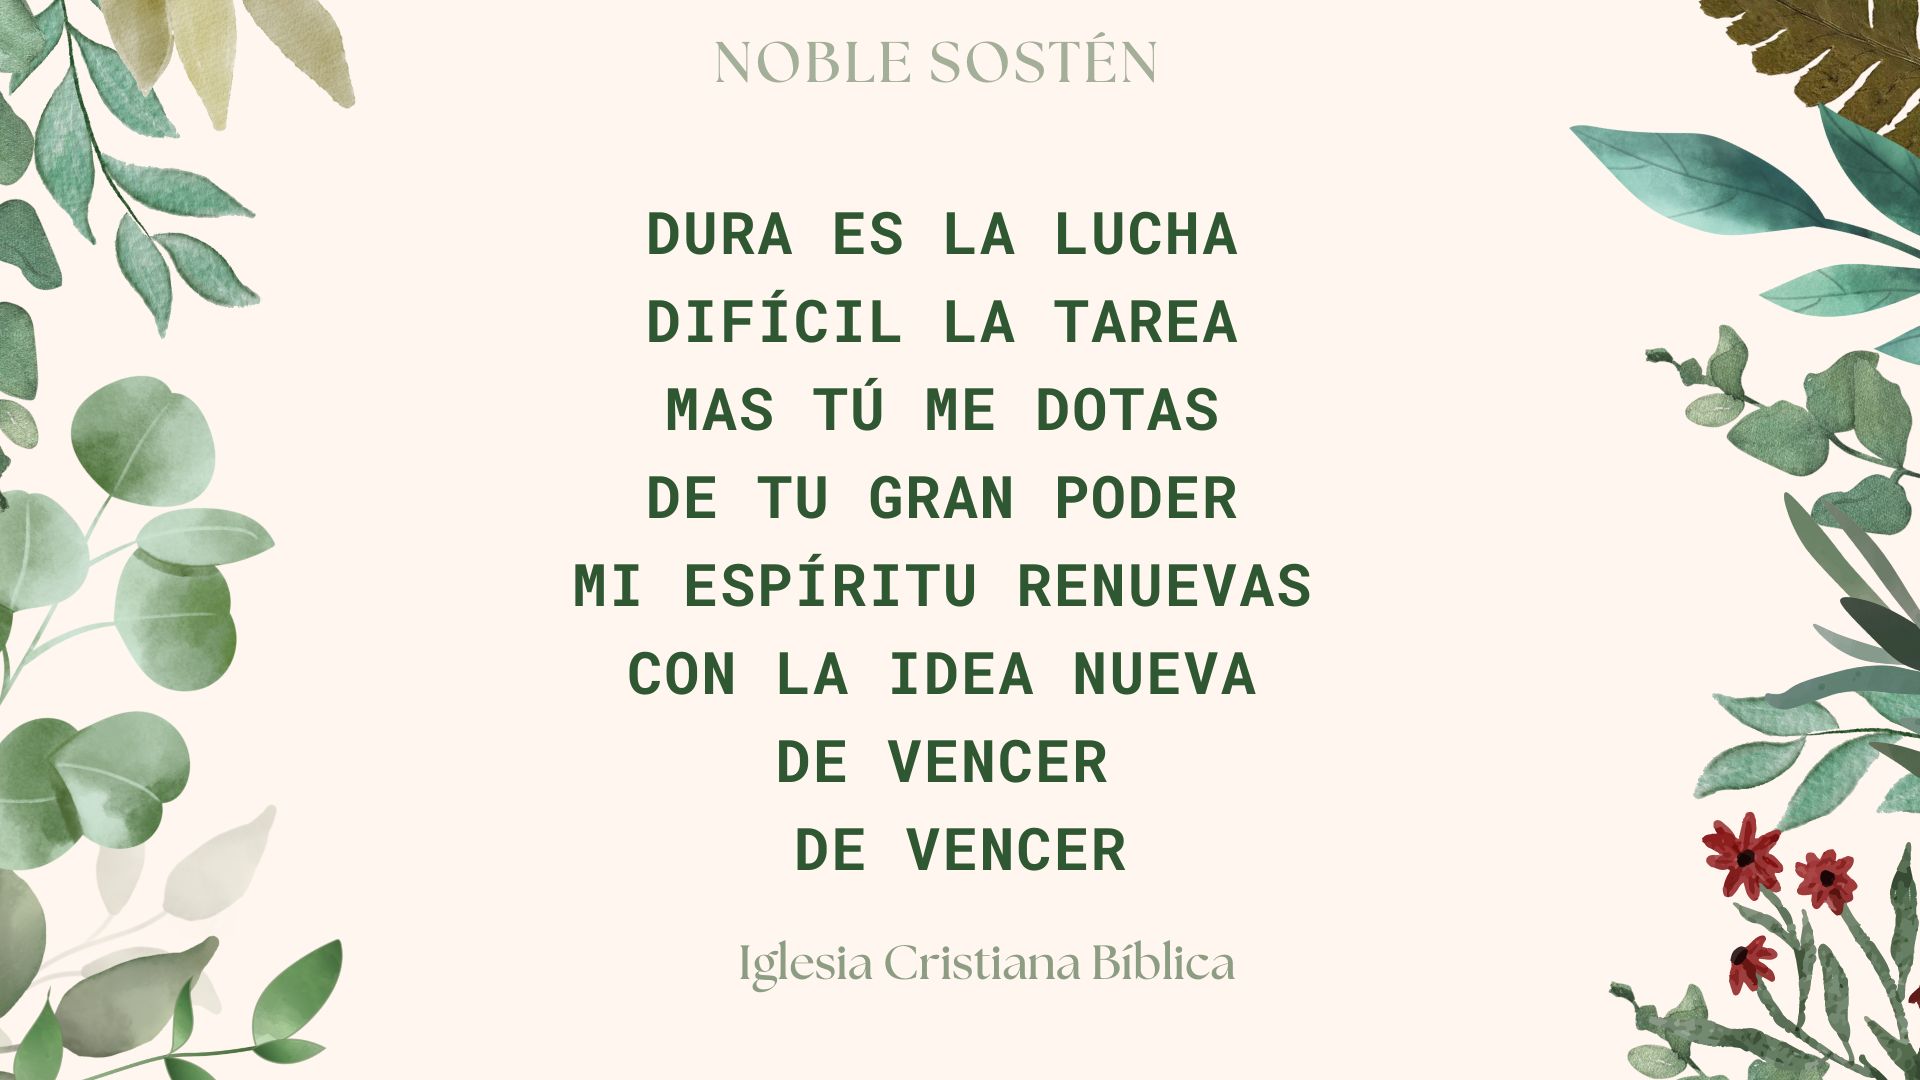 NOBLE SOSTÉN
DURA ES LA LUCHA
DIFÍCIL LA TAREA
MAS TÚ ME DOTAS
DE TU GRAN PODER
MI ESPÍRITU RENUEVAS
CON LA IDEA NUEVA
DE VENCER
DE VENCER
Iglesia Cristiana Bíblica